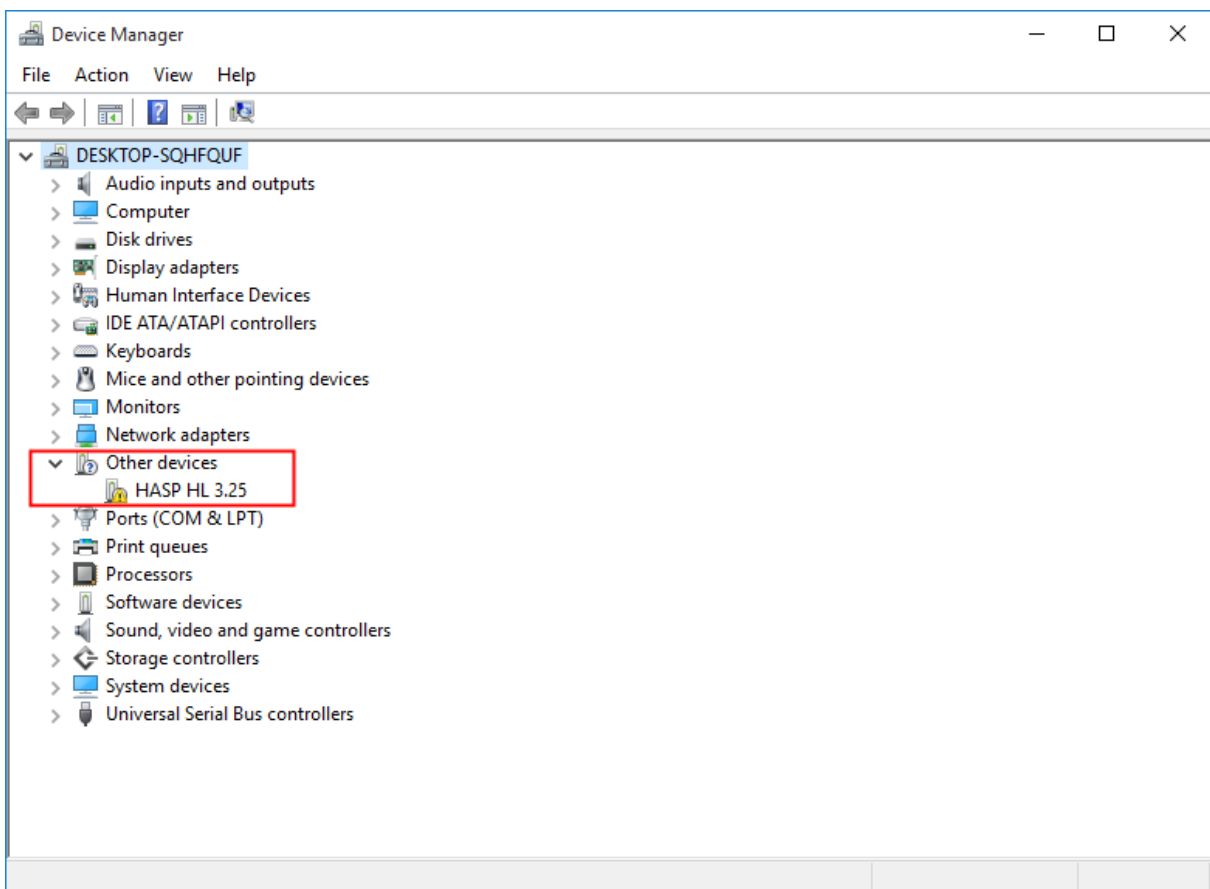 Device Manager
File Action View Help
DESKTOP-SQHFQUF
Audio inputs and outputs
Computer
Disk drives
Display adapters
Human Interface Devices
IDE ATA/ATAPI controllers
Keyboards
Mice and other pointing devices
Monitors
Network adapters
Other devices
HASP HL 3.25
Ports (COM & LPT)
Print queues
Processors
Software devices
Sound, video and game controllers
Storage controllers
System devices
Universal Serial Bus controllers